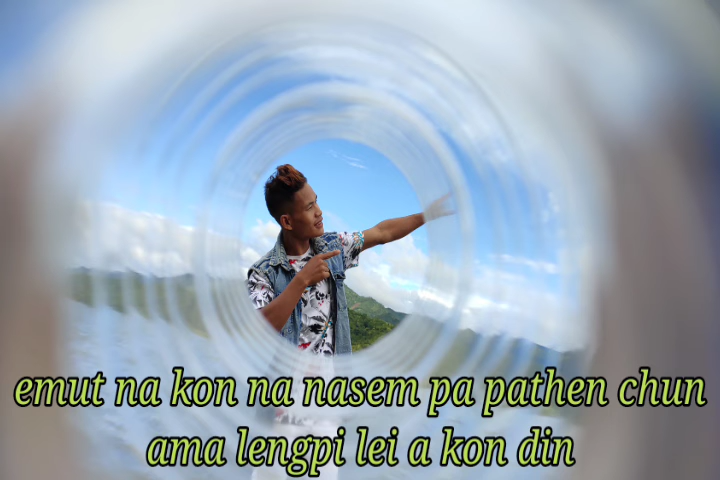 emut na kon na nasem pa pathen chun
ama lengpi lei a kon din